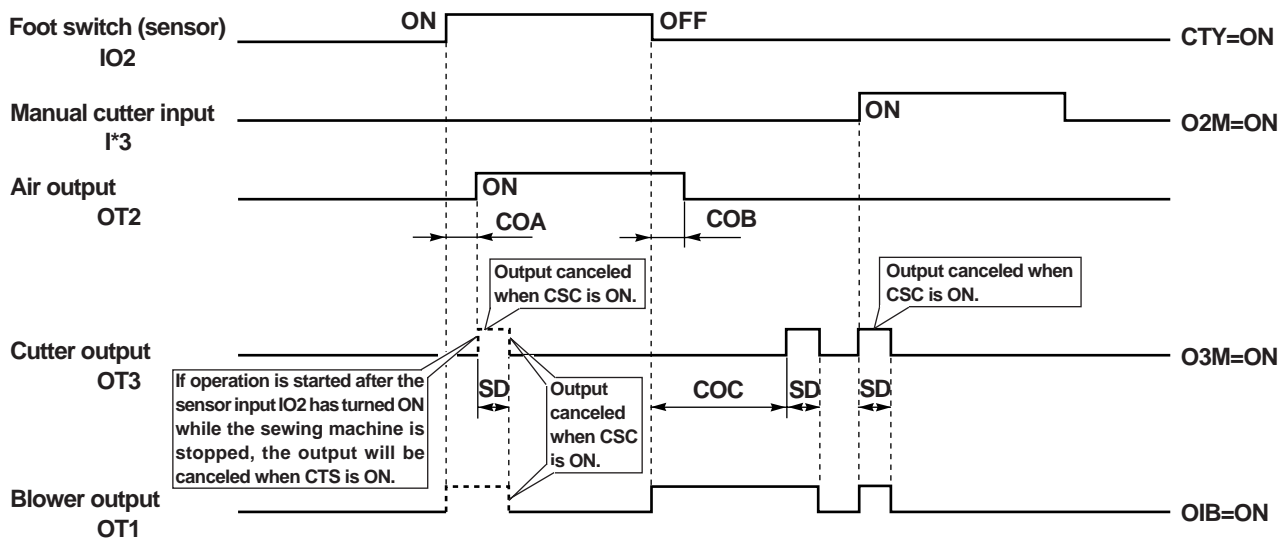 Foot switch (sensor)
IO2
ON
OFF
CTY=ON
Manual cutter input
I*3
ON
O2M=ON
Air output
OT2
ON
COA
COB
Output canceled
when CSC is ON.
Output canceled when
CSC is ON.
Cutter output
OT3
O3M=ON
If operation is started after the
sensor input IO2 has turned ON
while the sewing machine is
stopped, the output will be
canceled when CTS is ON.
SD
Output
canceled
when CSC
is ON.
COC
SD
SD
Blower output
OT1
OIB=ON